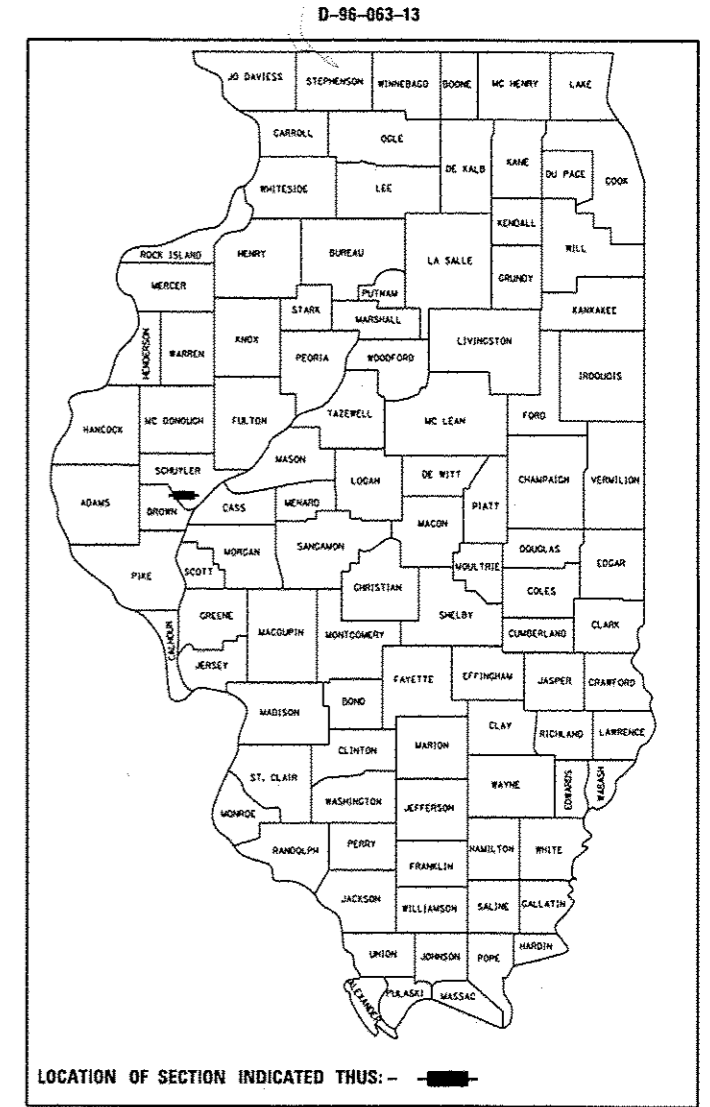 D-96-063-13
JO DAVIESS
STEPHENSON
WINNEBAGO
BOONE
MC HENRY
LAKE
CARROLL
OGLE
DE KALB
KANE
DU PAGE
COOK
WHITESIDE
LEE
KENDALL
WILL
ROCK ISLAND
HENRY
BUREAU
LA SALLE
GRUNDY
MERCER
PUTNAM
KANKAKEE
STARK
MARSHALL
HENDERSON
WARREN
KNOX
PEORIA
WOODFORD
LIVINGSTON
IROQUOIS
HANCOCK
MC DONOUGH
FULTON
TAZEWELL
MC LEAN
FORD
SCHUYLER
MASON
LOGAN
DE WITT
CHAMPAIGN
VERMILION
ADAMS
BROWN
CASS
MENARD
MACON
PIATT
PIKE
SCOTT
MORGAN
SANGAMON
CHRISTIAN
MOULTRIE
DOUGLAS
EDGAR
COLES
CALHOUN
GREENE
MACOUPIN
MONTGOMERY
SHELBY
CUMBERLAND
CLARK
JERSEY
FAYETTE
EFFINGHAM
JASPER
CRAWFORD
MADISON
BOND
CLAY
RICHLAND
LAWRENCE
CLINTON
MARION
ST. CLAIR
WAYNE
EDWARDS
WABASH
MONROE
WASHINGTON
JEFFERSON
RANDOLPH
PERRY
HAMILTON
WHITE
FRANKLIN
JACKSON
WILLIAMSON
SALINE
GALLATIN
UNION
JOHNSON
POPE
HARDIN
ALEXANDER
PULASKI
MASSAC
LOCATION OF SECTION INDICATED THUS: -